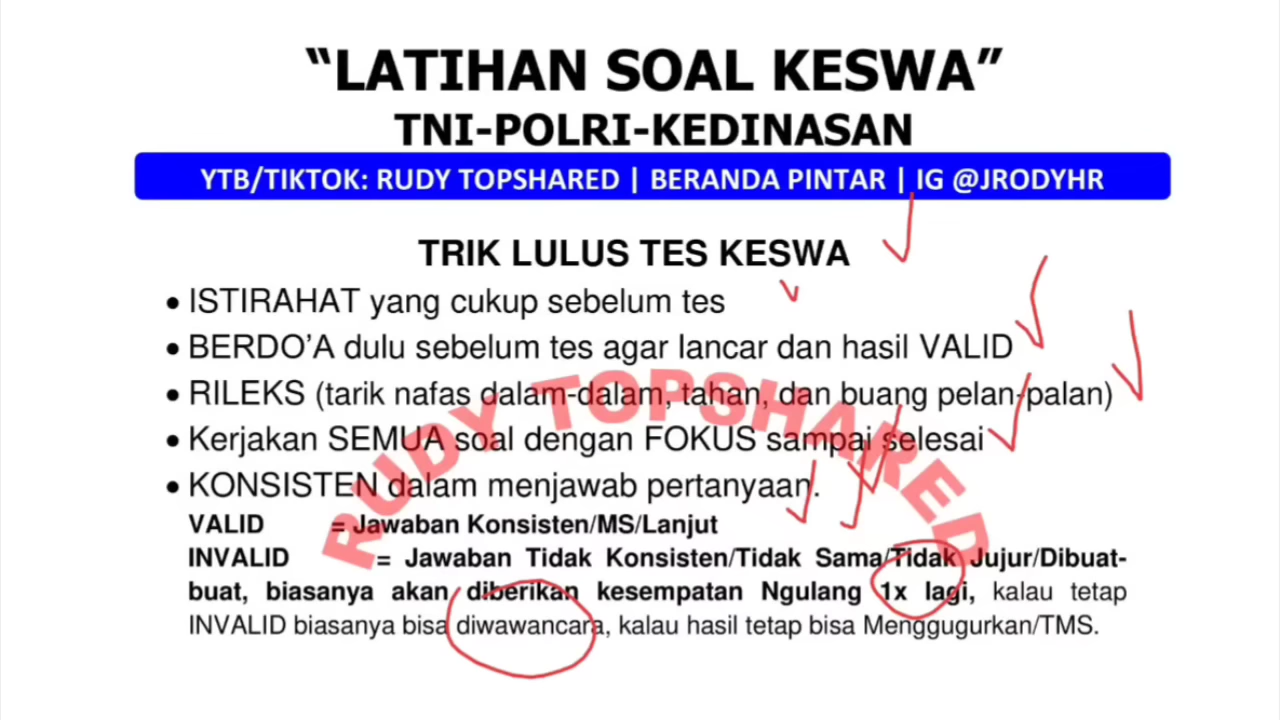 “LATIHAN SOAL KESWA”
TNI-POLRI-KEDINASAN
YTB/TIKTOK: RUDY TOPSHARED | BERANDA PINTAR | IG @JRODYHR
TRIK LULUS TES KESWA
• ISTIRAHAT yang cukup sebelum tes
• BERDO’A dulu sebelum tes agar lancar dan hasil VALID
• RILEKS (tarik nafas dalam-dalam, tahan, dan buang pelan-palan)
• Kerjakan SEMUA soal dengan FOKUS sampai selesai
• KONSISTEN dalam menjawab pertanyaan.
VALID = Jawaban Konsisten/MS/Lanjut
INVALID = Jawaban Tidak Konsisten/Tidak Sama/Tidak Jujur/Dibuat-
buat, biasanya akan diberikan kesempatan Ngulang 1x lagi, kalau tetap
INVALID biasanya bisa diwawancara, kalau hasil tetap bisa Menggugurkan/TMS.
RUDY TOPSHARED